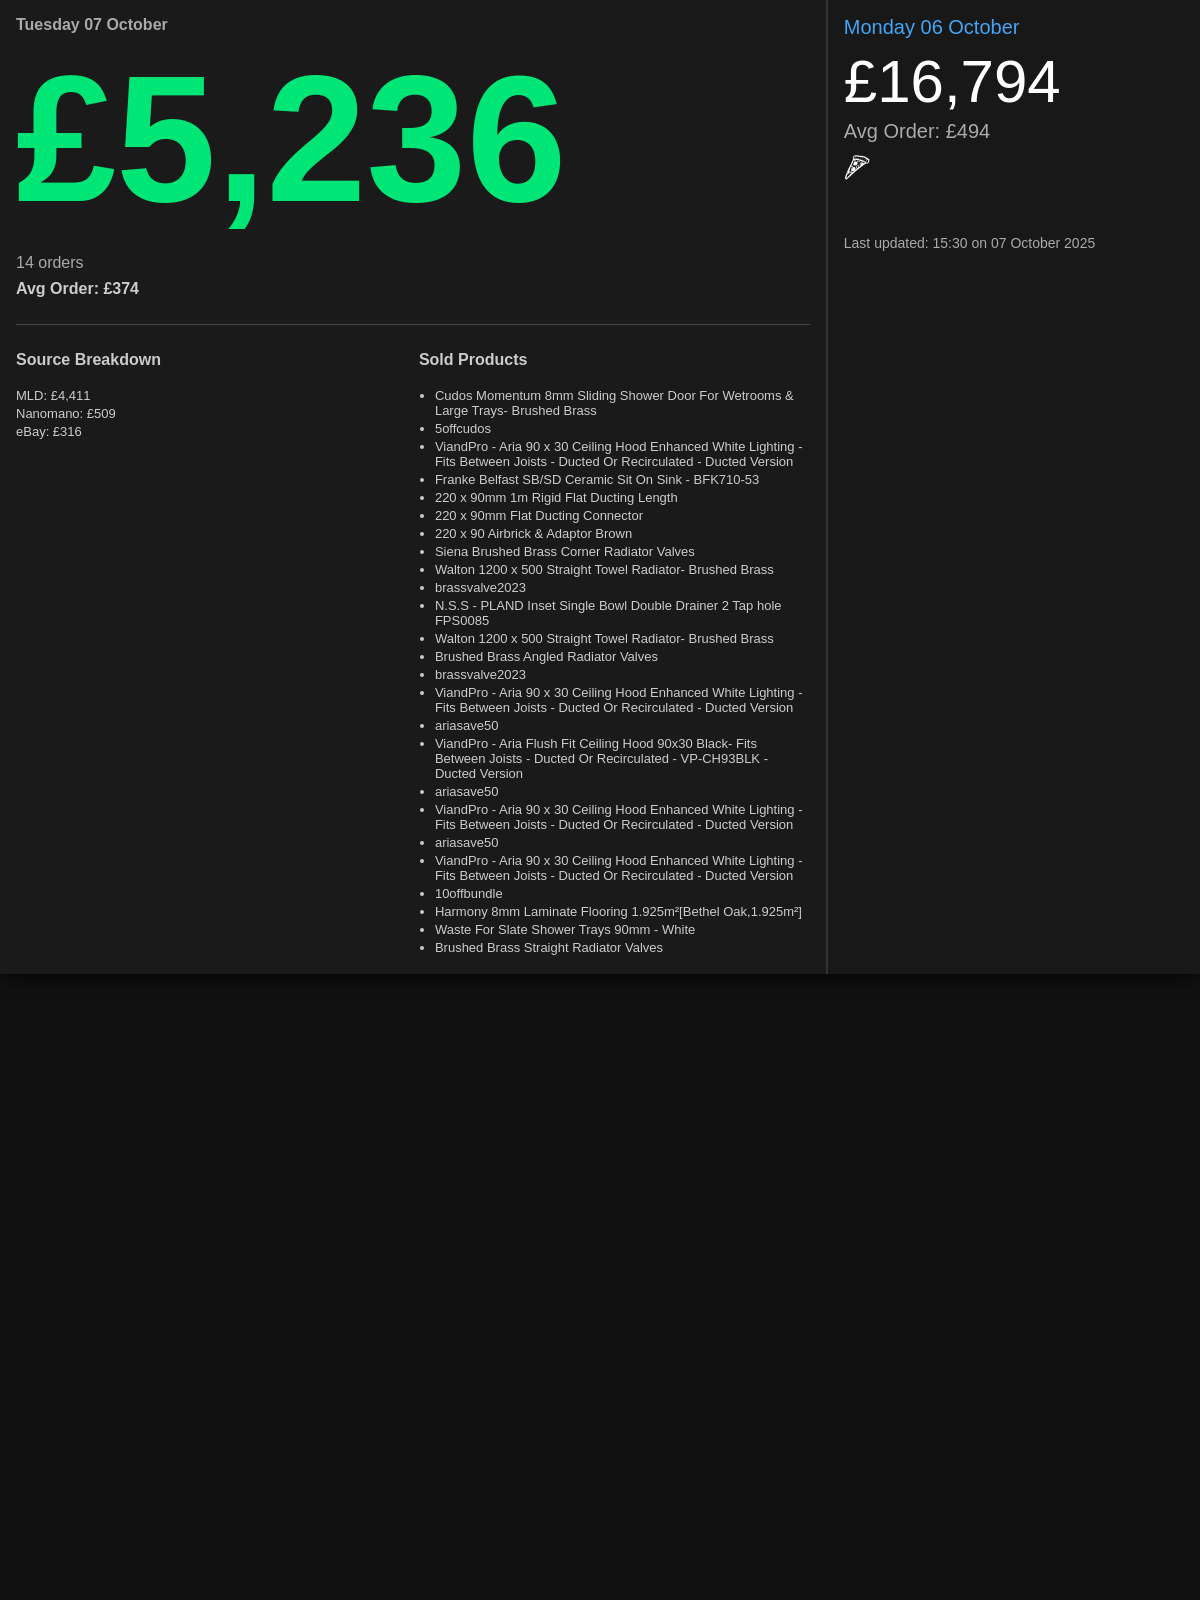 Tuesday 07 October
£5,236
14 orders
Avg Order: £374
Source Breakdown
MLD: £4,411
Nanomano: £509
eBay: £316
Sold Products
• Cudos Momentum 8mm Sliding Shower Door For Wetrooms &
Large Trays- Brushed Brass
• 5offcudos
• ViandPro - Aria 90 x 30 Ceiling Hood Enhanced White Lighting -
Fits Between Joists - Ducted Or Recirculated - Ducted Version
• Franke Belfast SB/SD Ceramic Sit On Sink - BFK710-53
• 220 x 90mm 1m Rigid Flat Ducting Length
• 220 x 90mm Flat Ducting Connector
• 220 x 90 Airbrick & Adaptor Brown
• Siena Brushed Brass Corner Radiator Valves
• Walton 1200 x 500 Straight Towel Radiator- Brushed Brass
• brassvalve2023
• N.S.S - PLAND Inset Single Bowl Double Drainer 2 Tap hole
FPS0085
• Walton 1200 x 500 Straight Towel Radiator- Brushed Brass
• Brushed Brass Angled Radiator Valves
• brassvalve2023
• ViandPro - Aria 90 x 30 Ceiling Hood Enhanced White Lighting -
Fits Between Joists - Ducted Or Recirculated - Ducted Version
• ariasave50
• ViandPro - Aria Flush Fit Ceiling Hood 90x30 Black- Fits
Between Joists - Ducted Or Recirculated - VP-CH93BLK -
Ducted Version
• ariasave50
• ViandPro - Aria 90 x 30 Ceiling Hood Enhanced White Lighting -
Fits Between Joists - Ducted Or Recirculated - Ducted Version
• ariasave50
• ViandPro - Aria 90 x 30 Ceiling Hood Enhanced White Lighting -
Fits Between Joists - Ducted Or Recirculated - Ducted Version
• 10offbundle
• Harmony 8mm Laminate Flooring 1.925m²[Bethel Oak,1.925m²]
• Waste For Slate Shower Trays 90mm - White
• Brushed Brass Straight Radiator Valves
Monday 06 October
£16,794
Avg Order: £494
Last updated: 15:30 on 07 October 2025